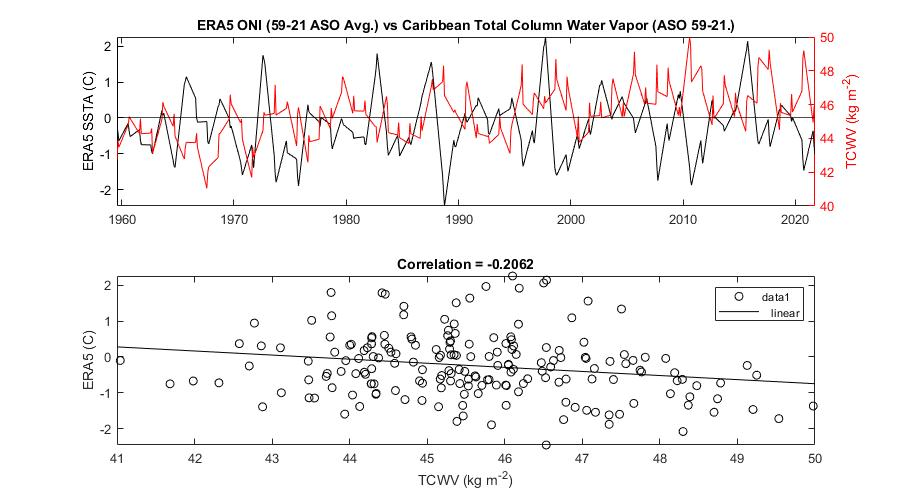 ERA5 ONI (59-21 ASO Avg.) vs Caribbean Total Column Water Vapor (ASO 59-21.)
2
1
0
-1
-2
ERA5 SSTA (C)
50
48
46
44
42
40
TCWV (kg m-2)
1960 1970 1980 1990 2000 2010 2020
Correlation = -0.2062
2
1
0
-1
-2
ERA5 (C)
data1
linear
41 42 43 44 45 46 47 48 49 50
TCWV (kg m-2)